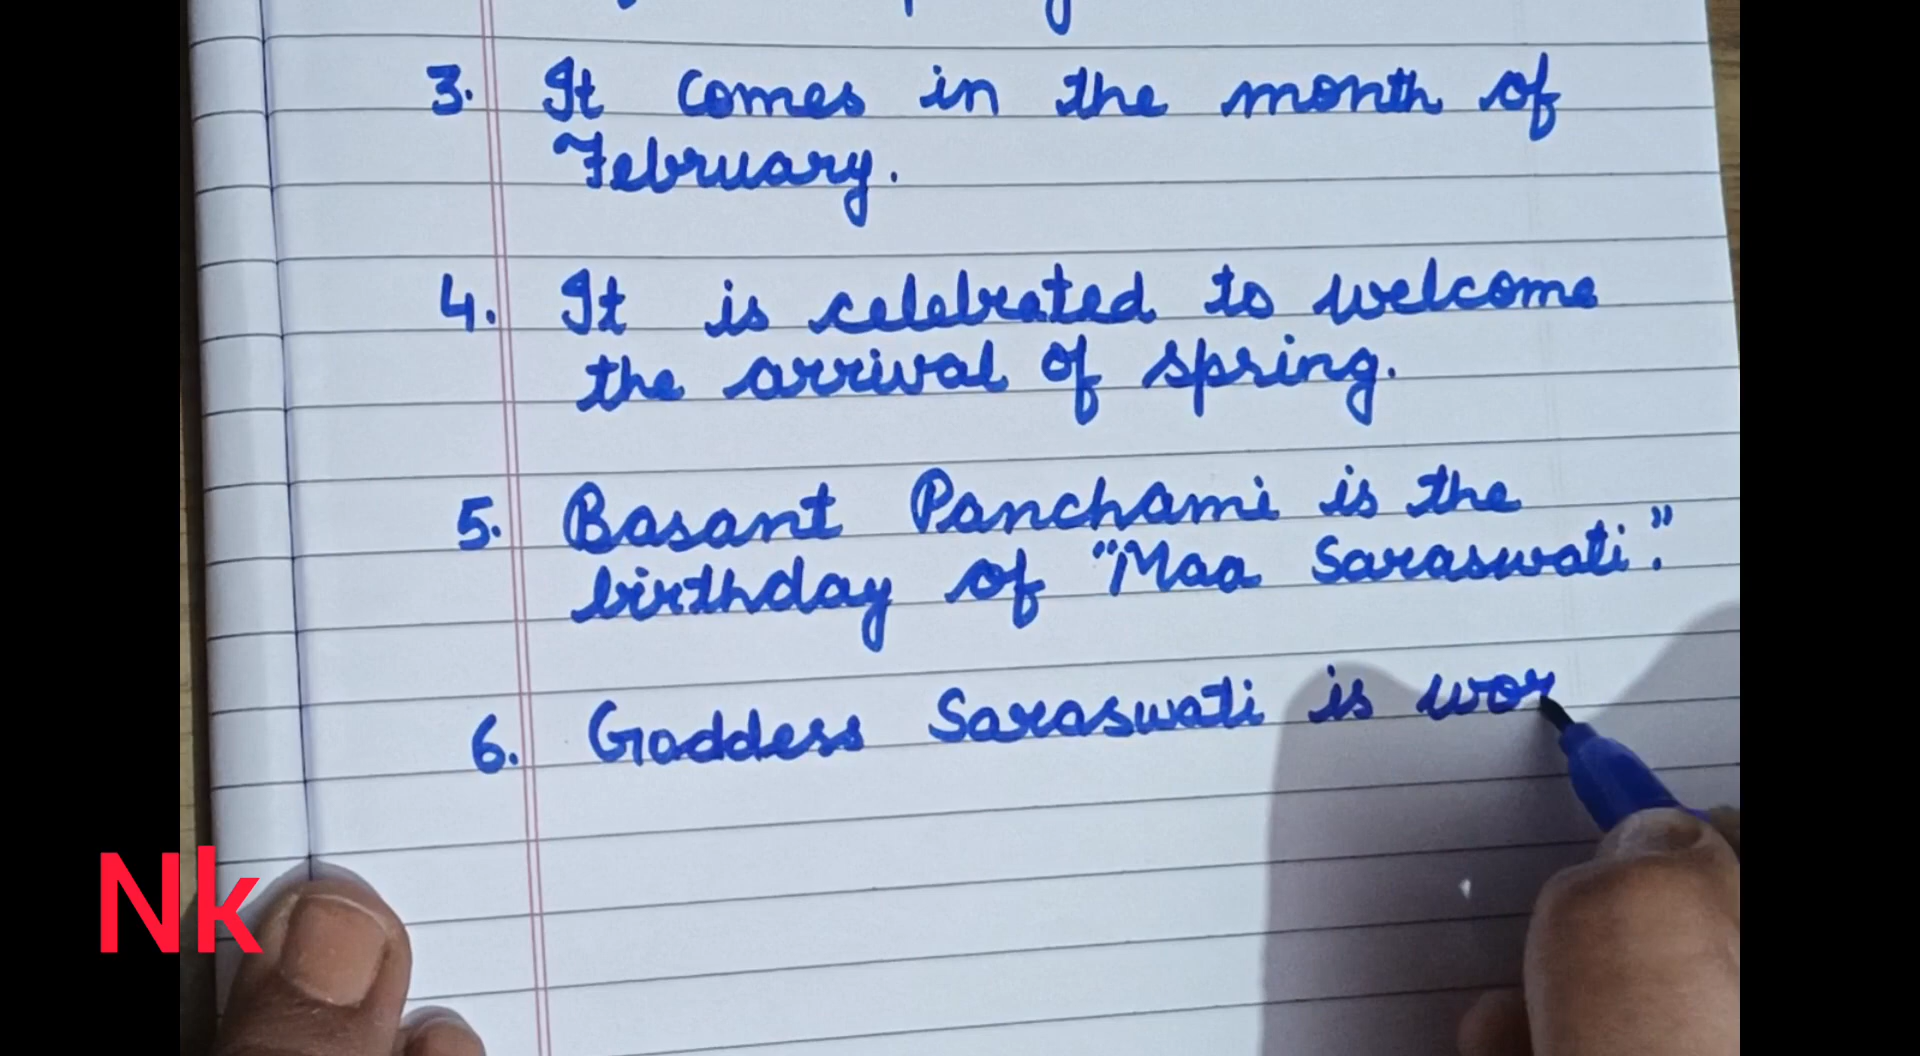 3. It comes in the month of
February.
4. It is celebrated to welcome
the arrival of spring.
5. Basant Panchami is the
birthday of "Maa Saraswati."
6. Goddess Saraswati is wor
Nk